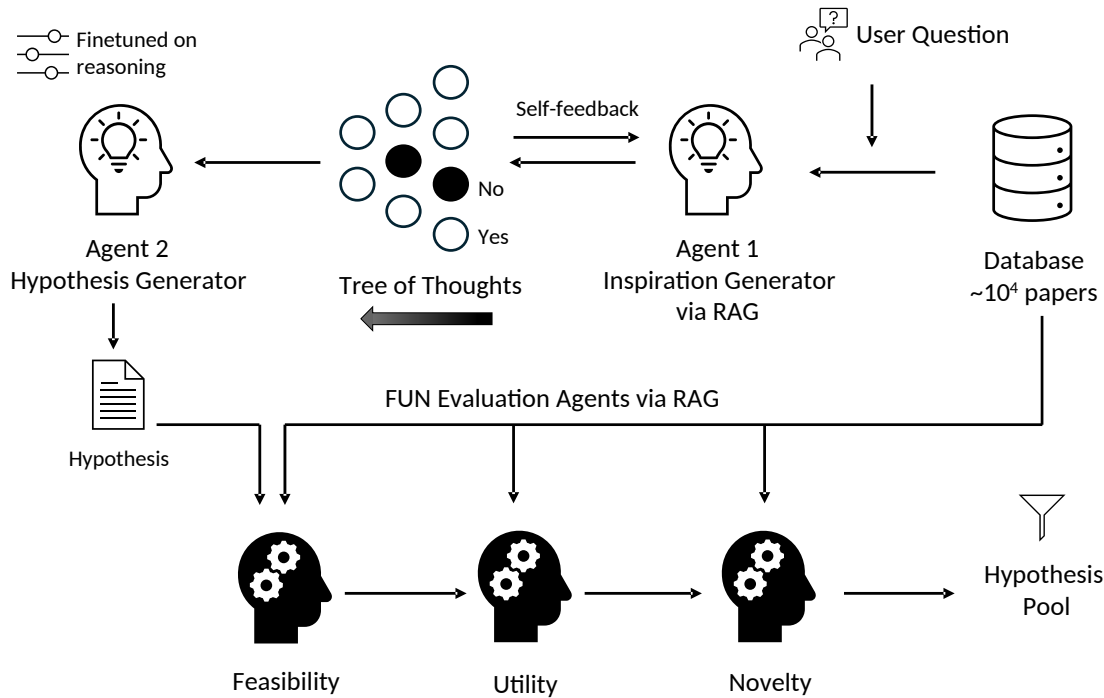 Finetuned on
reasoning
User Question
?
Self-feedback
No
Yes
Agent 2
Hypothesis Generator
Tree of Thoughts
Agent 1
Inspiration Generator
via RAG
Database
~10⁴ papers
FUN Evaluation Agents via RAG
Hypothesis
Hypothesis
Pool
Feasibility
Utility
Novelty